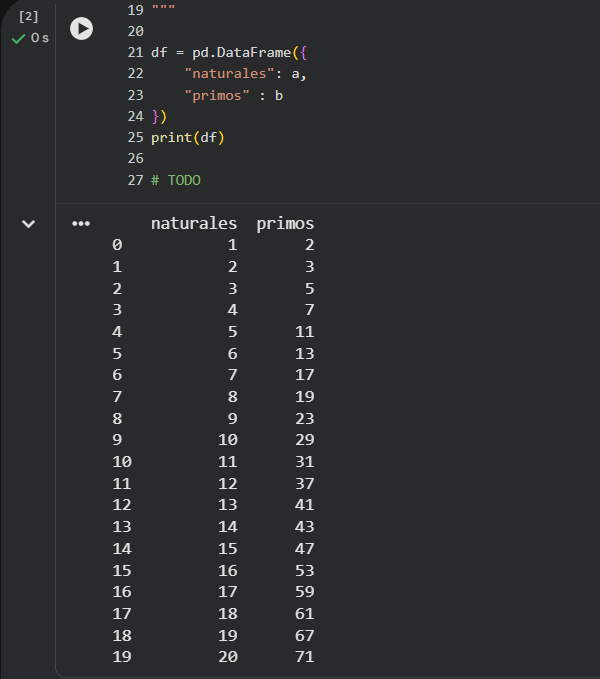 [2]
0 s
19 """
20
21 df = pd.DataFrame({
22     "naturales": a,
23     "primos" : b
24 })
25 print(df)
26
27 # TODO
    naturales  primos
0           1       2
1           2       3
2           3       5
3           4       7
4           5      11
5           6      13
6           7      17
7           8      19
8           9      23
9          10      29
10         11      31
11         12      37
12         13      41
13         14      43
14         15      47
15         16      53
16         17      59
17         18      61
18         19      67
19         20      71